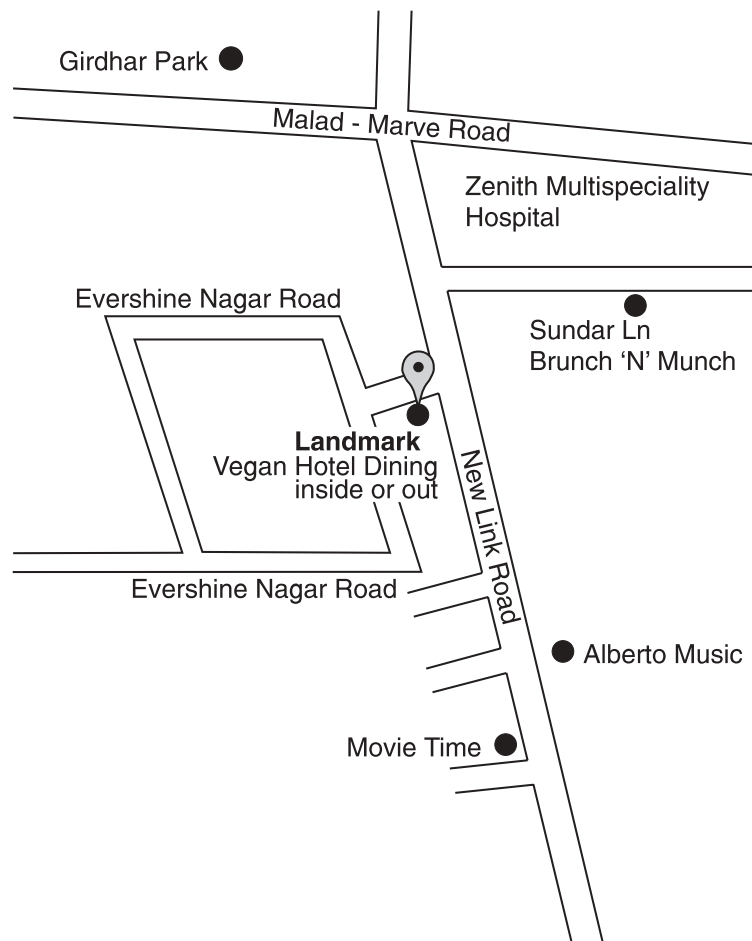 Girdhar Park
Malad - Marve Road
Zenith Multispeciality
Hospital
Evershine Nagar Road
Sundar Ln
Brunch ‘N’ Munch
Landmark
Vegan Hotel Dining
inside or out
New Link Road
Evershine Nagar Road
Alberto Music
Movie Time